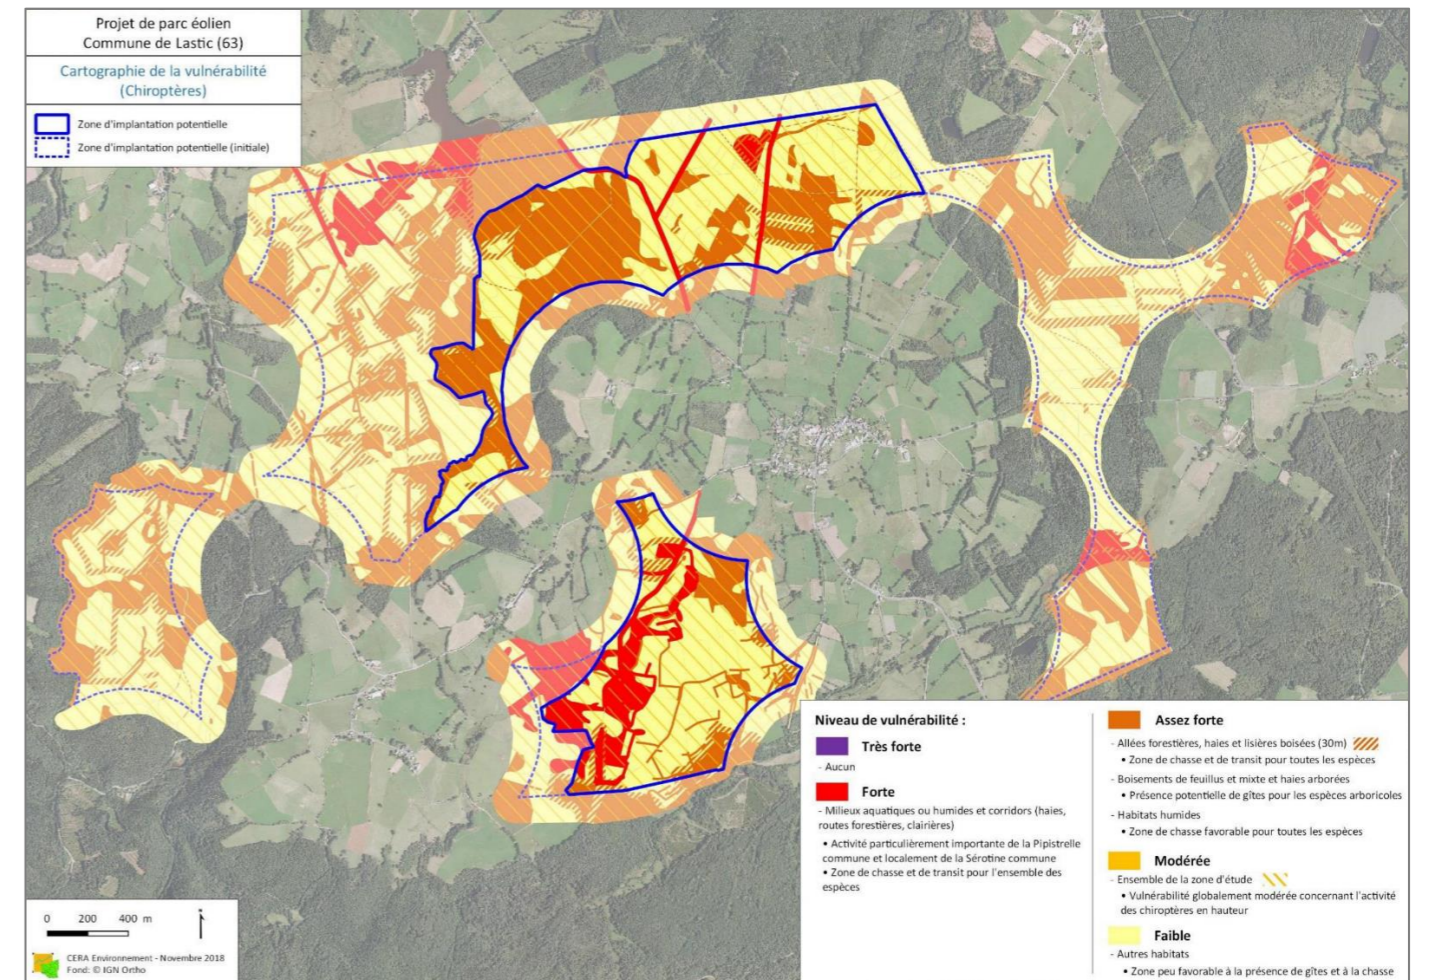 Projet de parc éolien
Commune de Lastic (63)
Cartographie de la vulnérabilité
(Chiroptères)
Zone d'implantation potentielle
Zone d'implantation potentielle (initiale)
Niveau de vulnérabilité :
Très forte
- Aucun
Forte
- Milieux aquatiques ou humides et corridors (haies,
routes forestières, clairières)
• Activité particulièrement importante de la Pipistrelle
commune et localement de la Sérotine commune
• Zone de chasse et de transit pour l'ensemble des
espèces
Assez forte
- Allées forestières, haies et lisières boisées (30m)
• Zone de chasse et de transit pour toutes les espèces
- Boisements de feuillus et mixte et haies arborées
• Présence potentielle de gîtes pour les espèces arboricoles
- Habitats humides
• Zone de chasse favorable pour toutes les espèces
Modérée
- Ensemble de la zone d'étude
• Vulnérabilité globalement modérée concernant l'activité
des chiroptères en hauteur
Faible
- Autres habitats
• Zone peu favorable à la présence de gîtes et à la chasse
0 200 400 m
CERA Environnement - Novembre 2018
Fond: © IGN Ortho